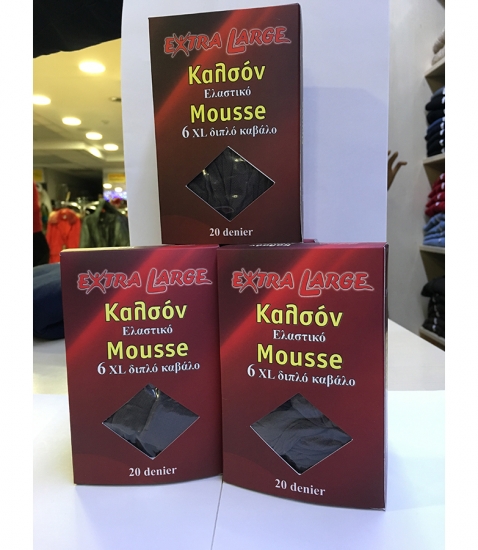 EXTRA LARGE
Καλσόν
Ελαστικό
Mousse
6 XL διπλό καβάλο
20 denier
EXTRA LARGE
Καλσόν
Ελαστικό
Mousse
6 XL διπλό καβάλο
20 denier
EXTRA LARGE
Καλσόν
Ελαστικό
Mousse
6 XL διπλό καβάλο
20 denier